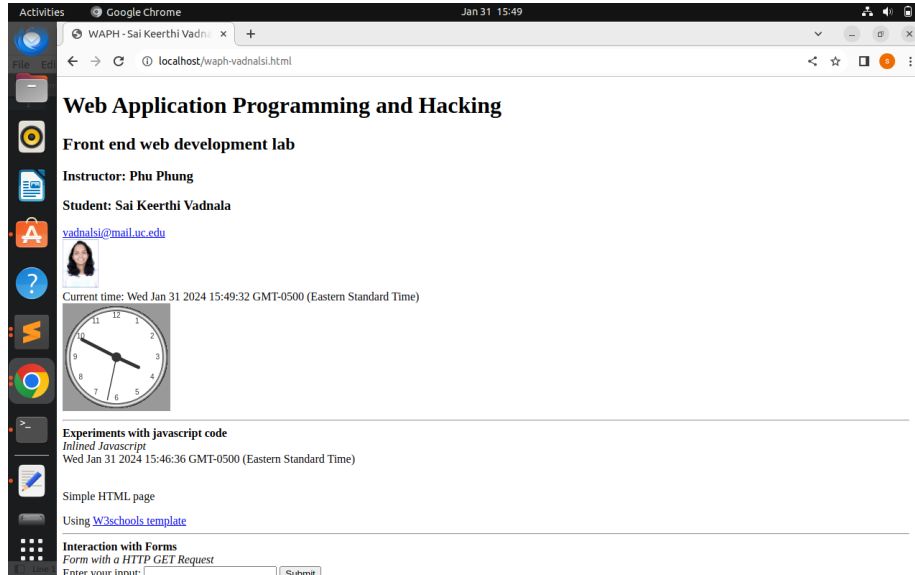 Activities Google Chrome Jan 31 15:49
WAPH - Sai Keerthi Vadn
File Edi
localhost/waph-vadnalsi.html
S
Web Application Programming and Hacking
Front end web development lab
Instructor: Phu Phung
Student: Sai Keerthi Vadnala
vadnalsi@mail.uc.edu
Current time: Wed Jan 31 2024 15:49:32 GMT-0500 (Eastern Standard Time)
12
11 1
10 2
9 3
8 4
7 5
6
Experiments with javascript code
Inlined Javascript
Wed Jan 31 2024 15:46:36 GMT-0500 (Eastern Standard Time)
Simple HTML page
Using W3schools template
Interaction with Forms
Form with a HTTP GET Request
Enter your input: Submit
Line 1